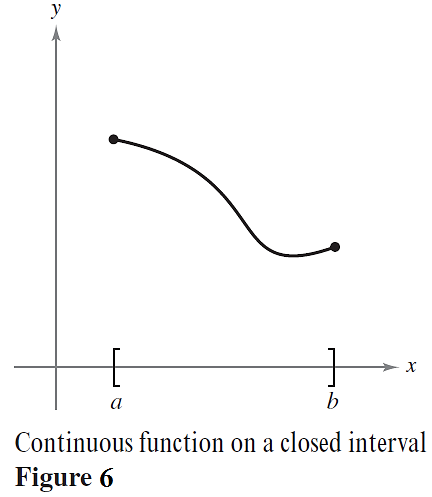 y
x
a
b
Continuous function on a closed interval
Figure 6